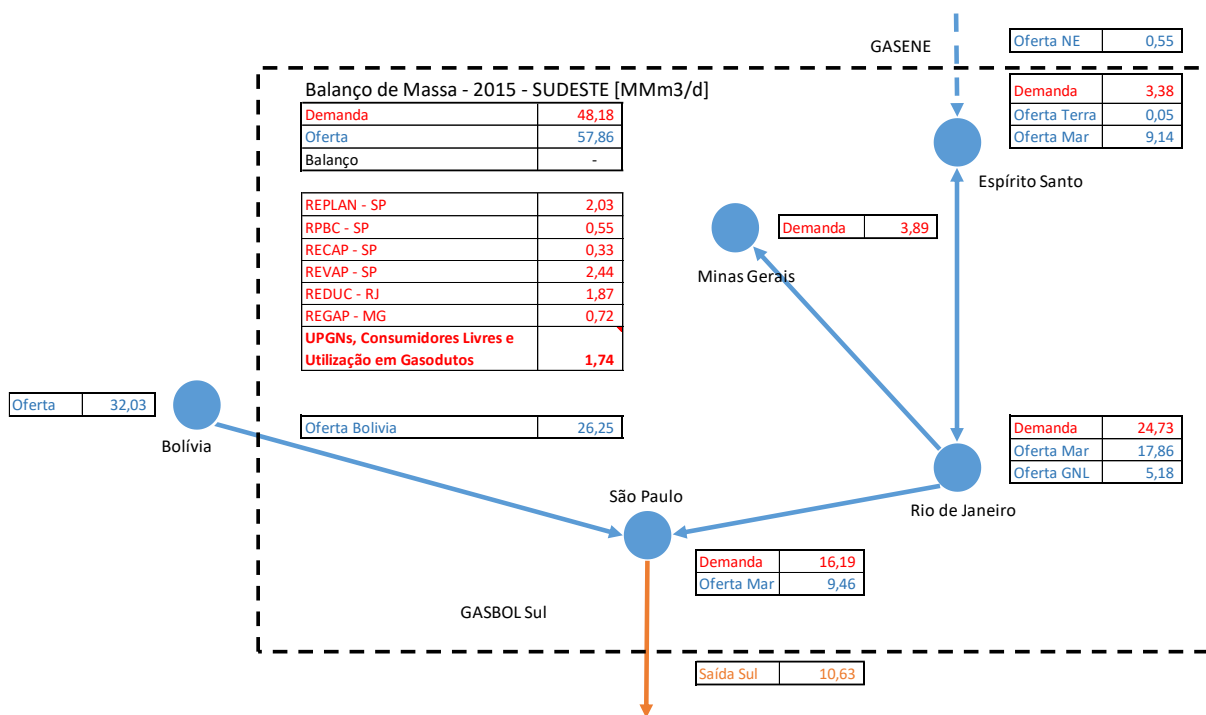 GASENE
Oferta NE 0,55
Balanço de Massa - 2015 - SUDESTE [MMm3/d]
Demanda 48,18
Oferta 57,86
Balanço -
Demanda 3,38
Oferta Terra 0,05
Oferta Mar 9,14
Espírito Santo
REPLAN - SP 2,03
RPBC - SP 0,55
RECAP - SP 0,33
REVAP - SP 2,44
REDUC - RJ 1,87
REGAP - MG 0,72
UPGNs, Consumidores Livres e
Utilização em Gasodutos 1,74
Demanda 3,89
Minas Gerais
Oferta 32,03
Bolívia
Oferta Bolivia 26,25
Demanda 24,73
Oferta Mar 17,86
Oferta GNL 5,18
Rio de Janeiro
São Paulo
Demanda 16,19
Oferta Mar 9,46
GASBOL Sul
Saída Sul 10,63